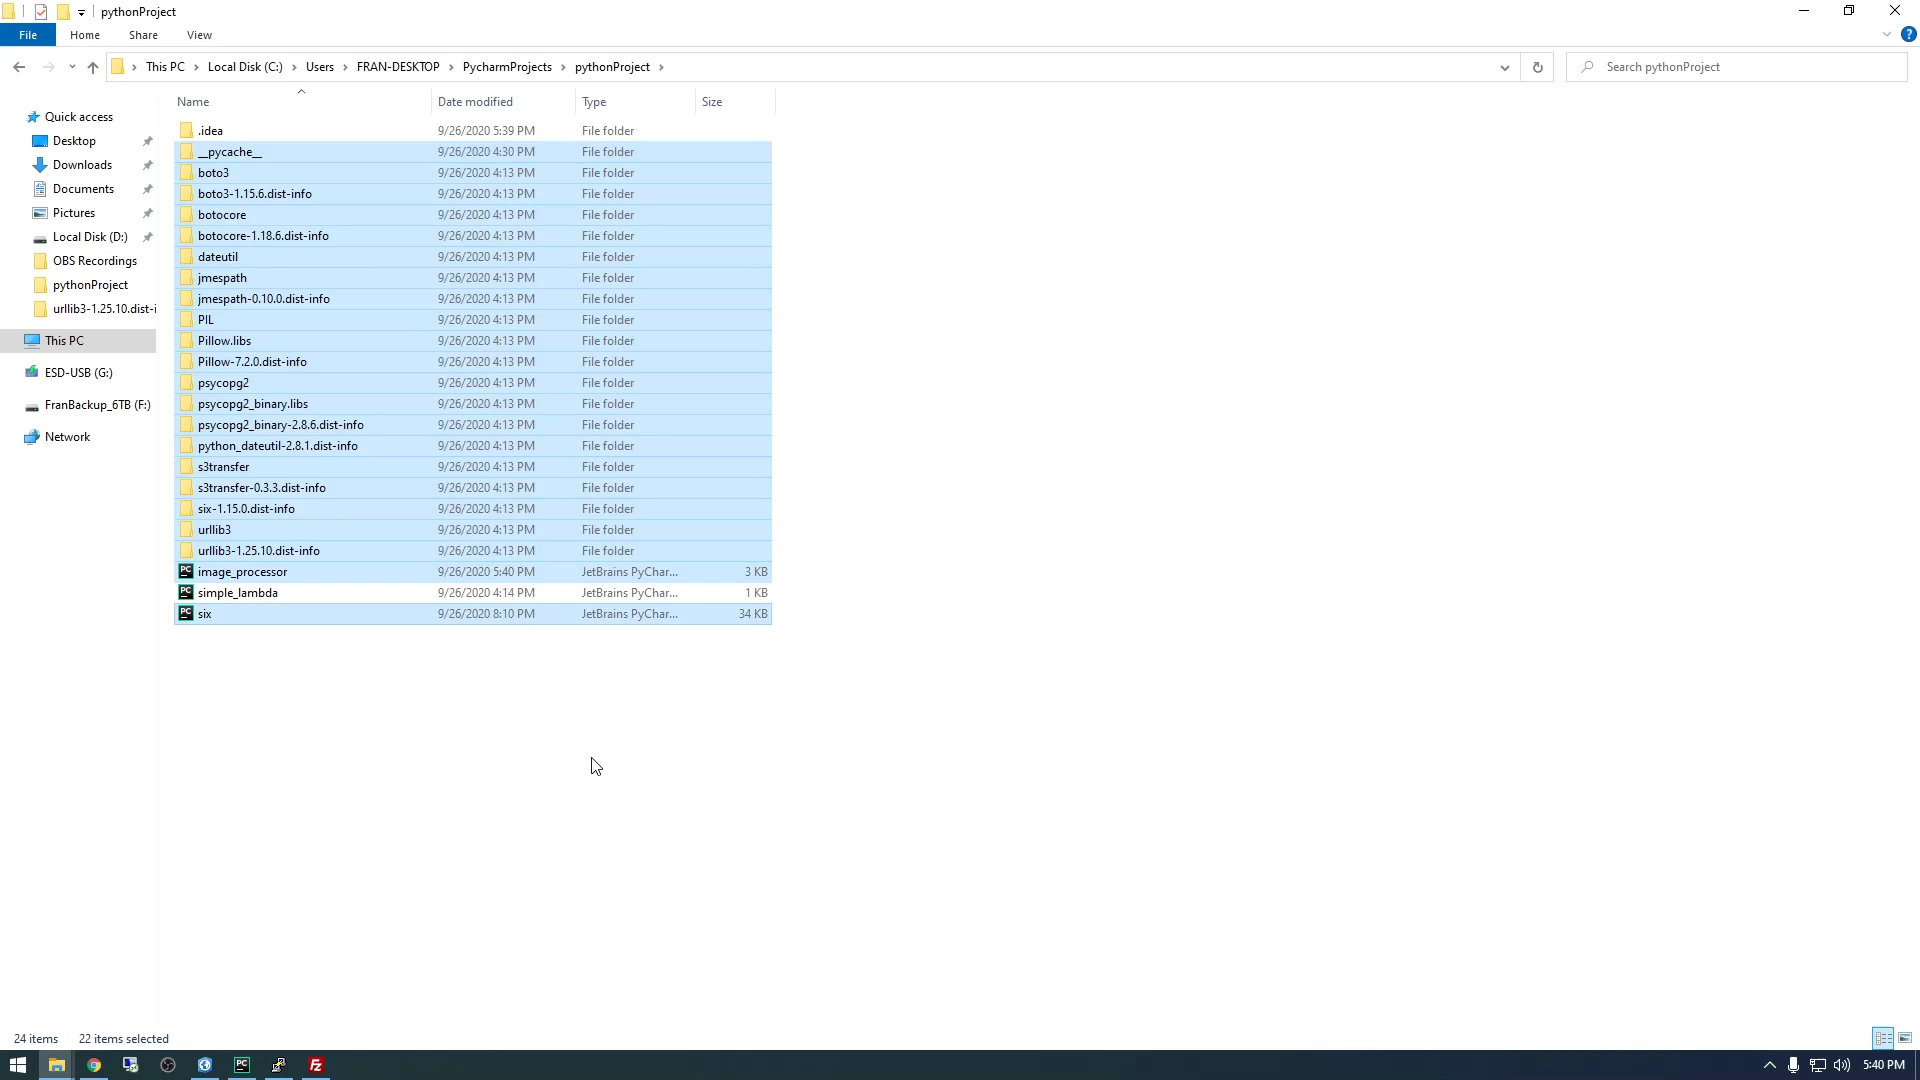 pythonProject
File Home Share View
This PC Local Disk (C:) Users FRAN-DESKTOP PycharmProjects pythonProject
Search pythonProject
Quick access
Desktop
Downloads
Documents
Pictures
Local Disk (D:)
OBS Recordings
pythonProject
urllib3-1.25.10.dist-i
This PC
ESD-USB (G:)
FranBackup_6TB (F:)
Network
Name Date modified Type Size
.idea 9/26/2020 5:39 PM File folder
__pycache__ 9/26/2020 4:30 PM File folder
boto3 9/26/2020 4:13 PM File folder
boto3-1.15.6.dist-info 9/26/2020 4:13 PM File folder
botocore 9/26/2020 4:13 PM File folder
botocore-1.18.6.dist-info 9/26/2020 4:13 PM File folder
dateutil 9/26/2020 4:13 PM File folder
jmespath 9/26/2020 4:13 PM File folder
jmespath-0.10.0.dist-info 9/26/2020 4:13 PM File folder
PIL 9/26/2020 4:13 PM File folder
Pillow.libs 9/26/2020 4:13 PM File folder
Pillow-7.2.0.dist-info 9/26/2020 4:13 PM File folder
psycopg2 9/26/2020 4:13 PM File folder
psycopg2_binary.libs 9/26/2020 4:13 PM File folder
psycopg2_binary-2.8.6.dist-info 9/26/2020 4:13 PM File folder
python_dateutil-2.8.1.dist-info 9/26/2020 4:13 PM File folder
s3transfer 9/26/2020 4:13 PM File folder
s3transfer-0.3.3.dist-info 9/26/2020 4:13 PM File folder
six-1.15.0.dist-info 9/26/2020 4:13 PM File folder
urllib3 9/26/2020 4:13 PM File folder
urllib3-1.25.10.dist-info 9/26/2020 4:13 PM File folder
image_processor 9/26/2020 5:40 PM JetBrains PyChar... 3 KB
simple_lambda 9/26/2020 4:14 PM JetBrains PyChar... 1 KB
six 9/26/2020 8:10 PM JetBrains PyChar... 34 KB
24 items 22 items selected
5:40 PM